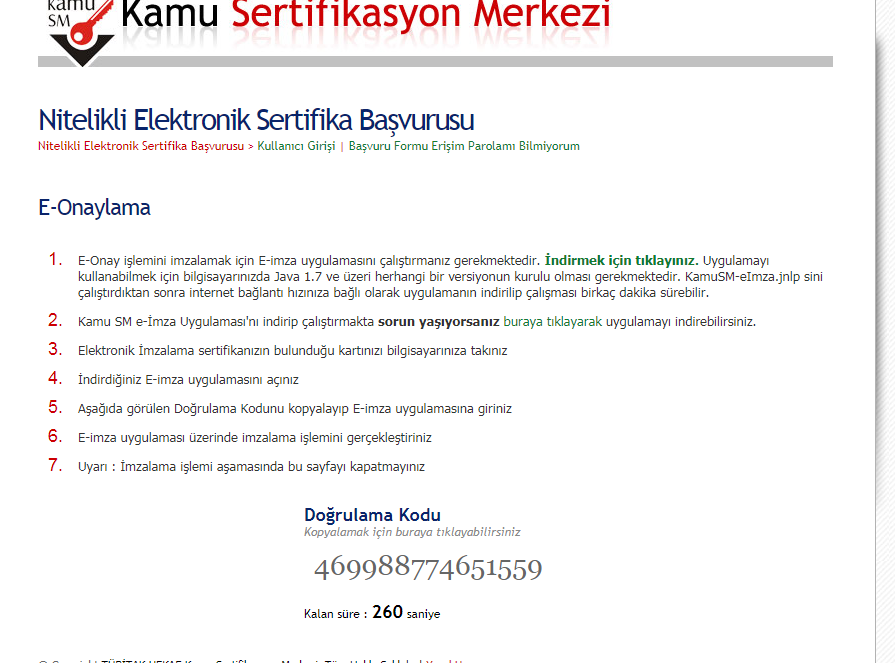 kamu
SM
Kamu Sertifikasyon Merkezi
Nitelikli Elektronik Sertifika Başvurusu
Nitelikli Elektronik Sertifika Başvurusu > Kullanıcı Girişi | Başvuru Formu Erişim Parolamı Bilmiyorum
E-Onaylama
1. E-Onay işlemini imzalamak için E-imza uygulamasını çalıştırmanız gerekmektedir. İndirmek için tıklayınız. Uygulamayı
kullanabilmek için bilgisayarınızda Java 1.7 ve üzeri herhangi bir versiyonun kurulu olması gerekmektedir. KamuSM-eImza.jnlp sini
çalıştırdıktan sonra internet bağlantı hızınıza bağlı olarak uygulamanın indirilip çalışması birkaç dakika sürebilir.
2. Kamu SM e-İmza Uygulaması'nı indirip çalıştırmakta sorun yaşıyorsanız buraya tıklayarak uygulamayı indirebilirsiniz.
3. Elektronik İmzalama sertifikanızın bulunduğu kartınızı bilgisayarınıza takınız
4. İndirdiğiniz E-imza uygulamasını açınız
5. Aşağıda görülen Doğrulama Kodunu kopyalayıp E-imza uygulamasına giriniz
6. E-imza uygulaması üzerinde imzalama işlemini gerçekleştiriniz
7. Uyarı : İmzalama işlemi aşamasında bu sayfayı kapatmayınız
Doğrulama Kodu
Kopyalamak için buraya tıklayabilirsiniz
469988774651559
Kalan süre : 260 saniye